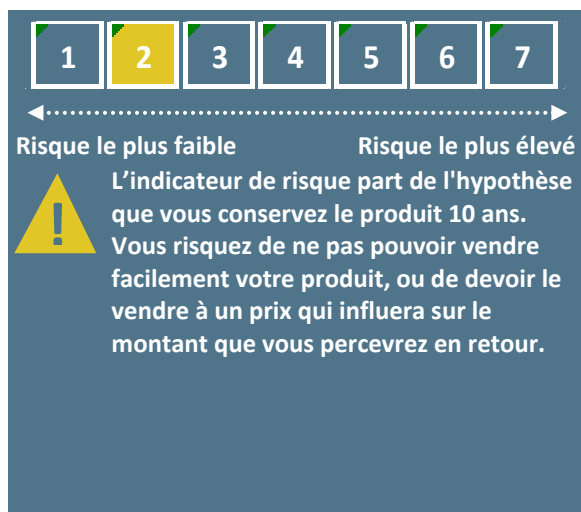 1 2 3 4 5 6 7
Risque le plus faible Risque le plus élevé
L’indicateur de risque part de l'hypothèse
que vous conservez le produit 10 ans.
Vous risquez de ne pas pouvoir vendre
facilement votre produit, ou de devoir le
vendre à un prix qui influera sur le
montant que vous percevrez en retour.